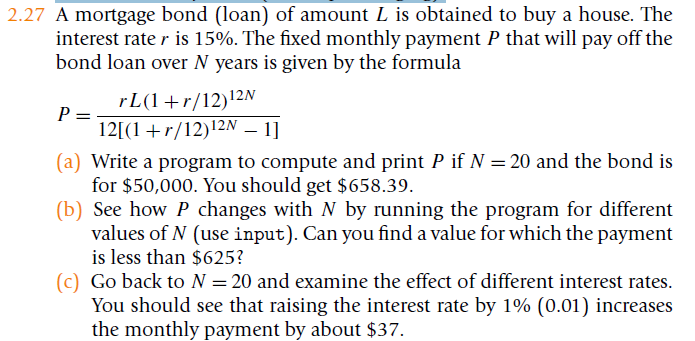 2.27 A mortgage bond (loan) of amount L is obtained to buy a house. The
interest rate r is 15%. The fixed monthly payment P that will pay off the
bond loan over N years is given by the formula
P = rL(1 + r/12)^12N / 12[(1 + r/12)^12N − 1]
(a) Write a program to compute and print P if N = 20 and the bond is
for $50,000. You should get $658.39.
(b) See how P changes with N by running the program for different
values of N (use input). Can you find a value for which the payment
is less than $625?
(c) Go back to N = 20 and examine the effect of different interest rates.
You should see that raising the interest rate by 1% (0.01) increases
the monthly payment by about $37.